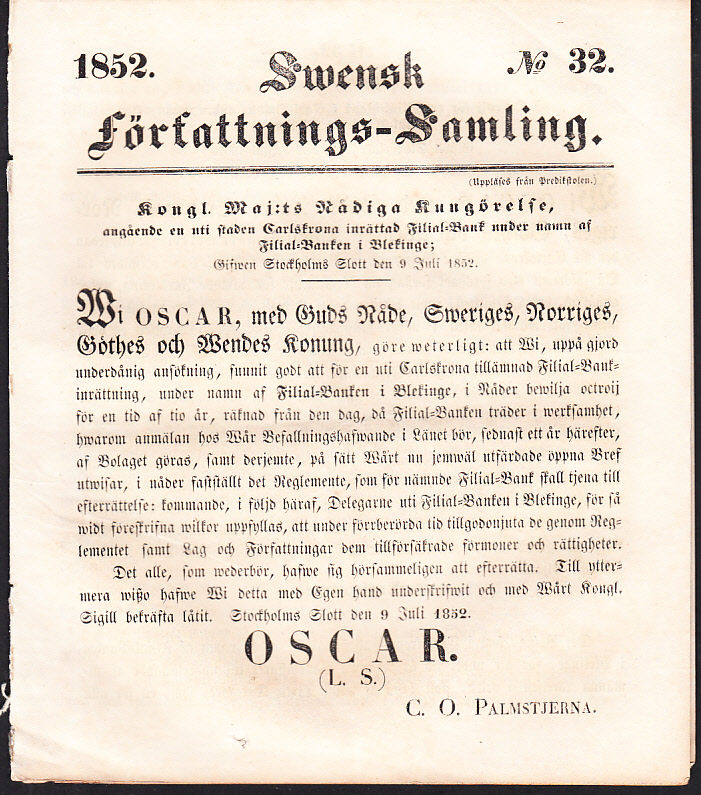 1852.
Swensk
№ 32.
Författnings-Samling.
(Uppläses från Predikstolen.)
Kongl. Maj:ts Nådiga Kungörelse,
angående en uti staden Carlskrona inrättad Filial-Bank under namn af
Filial-Banken i Blekinge;
Gifwen Stockholms Slott den 9 Juli 1852.
Wi OSCAR, med Guds Nåde, Sweriges, Norriges,
Göthes och Wendes Konung, göre weterligt: att Wi, uppå gjord
underdånig ansökning, funnit godt att för en uti Carlskrona tillämnad Filial-Bank-
inrättning, under namn af Filial-Banken i Blekinge, i Nåder bewilja octroij
för en tid af tio år, räknad från den dag, då Filial-Banken träder i werksamhet,
hwarom anmälan hos Wår Befallningshafwande i Länet bör, sednast ett år härefter,
af Bolaget göras, samt derjemte, på sätt Wårt nu jemwäl utfärdade öppna Bref
utwisar, i nåder fastställt det Reglemente, som för nämnde Filial-Bank skall tjena till
efterrättelse: kommande, i följd häraf, Delegarne uti Filial-Banken i Blekinge, för så
widt föreskrifna wilkor uppfyllas, att under förrberörda tid tillgodonjuta de genom Reg-
lementet samt Lag och Författningar dem tillförsäkrade förmoner och rättigheter.
Det alle, som wederbör, hafwe sig hörsammeligen att efterrätta. Till ytter-
mera wißo hafwe Wi detta med Egen hand underskrifwit och med Wårt Kongl.
Sigill bekräfta låtit. Stockholms Slott den 9 Juli 1852.
OSCAR.
(L. S.)
C. O. PALMSTJERNA.